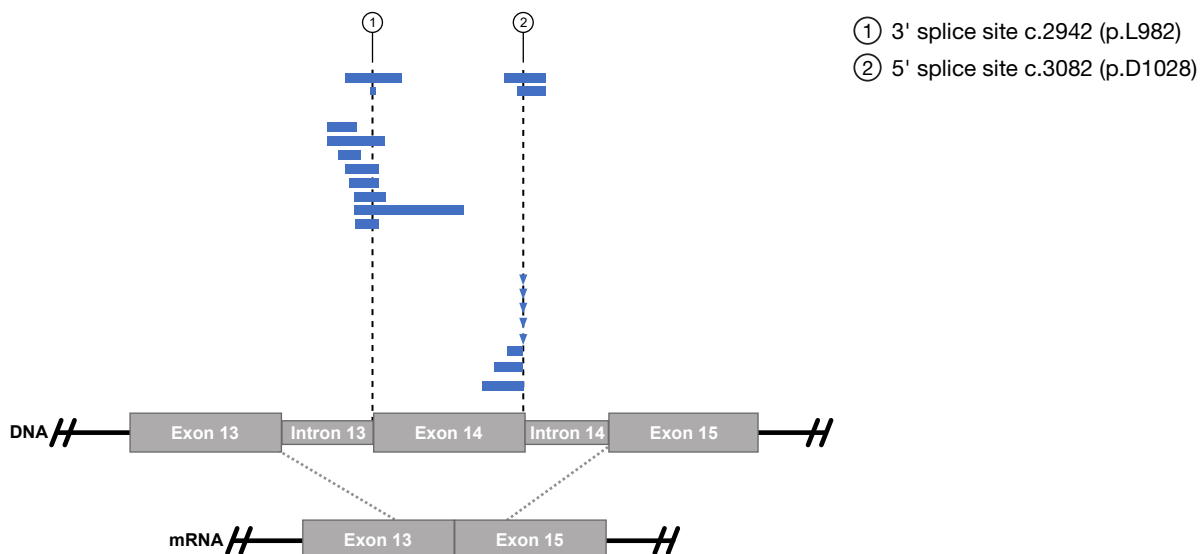 1
2
① 3' splice site c.2942 (p.L982)
② 5' splice site c.3082 (p.D1028)
DNA
Exon 13
Intron 13
Exon 14
Intron 14
Exon 15
mRNA
Exon 13
Exon 15